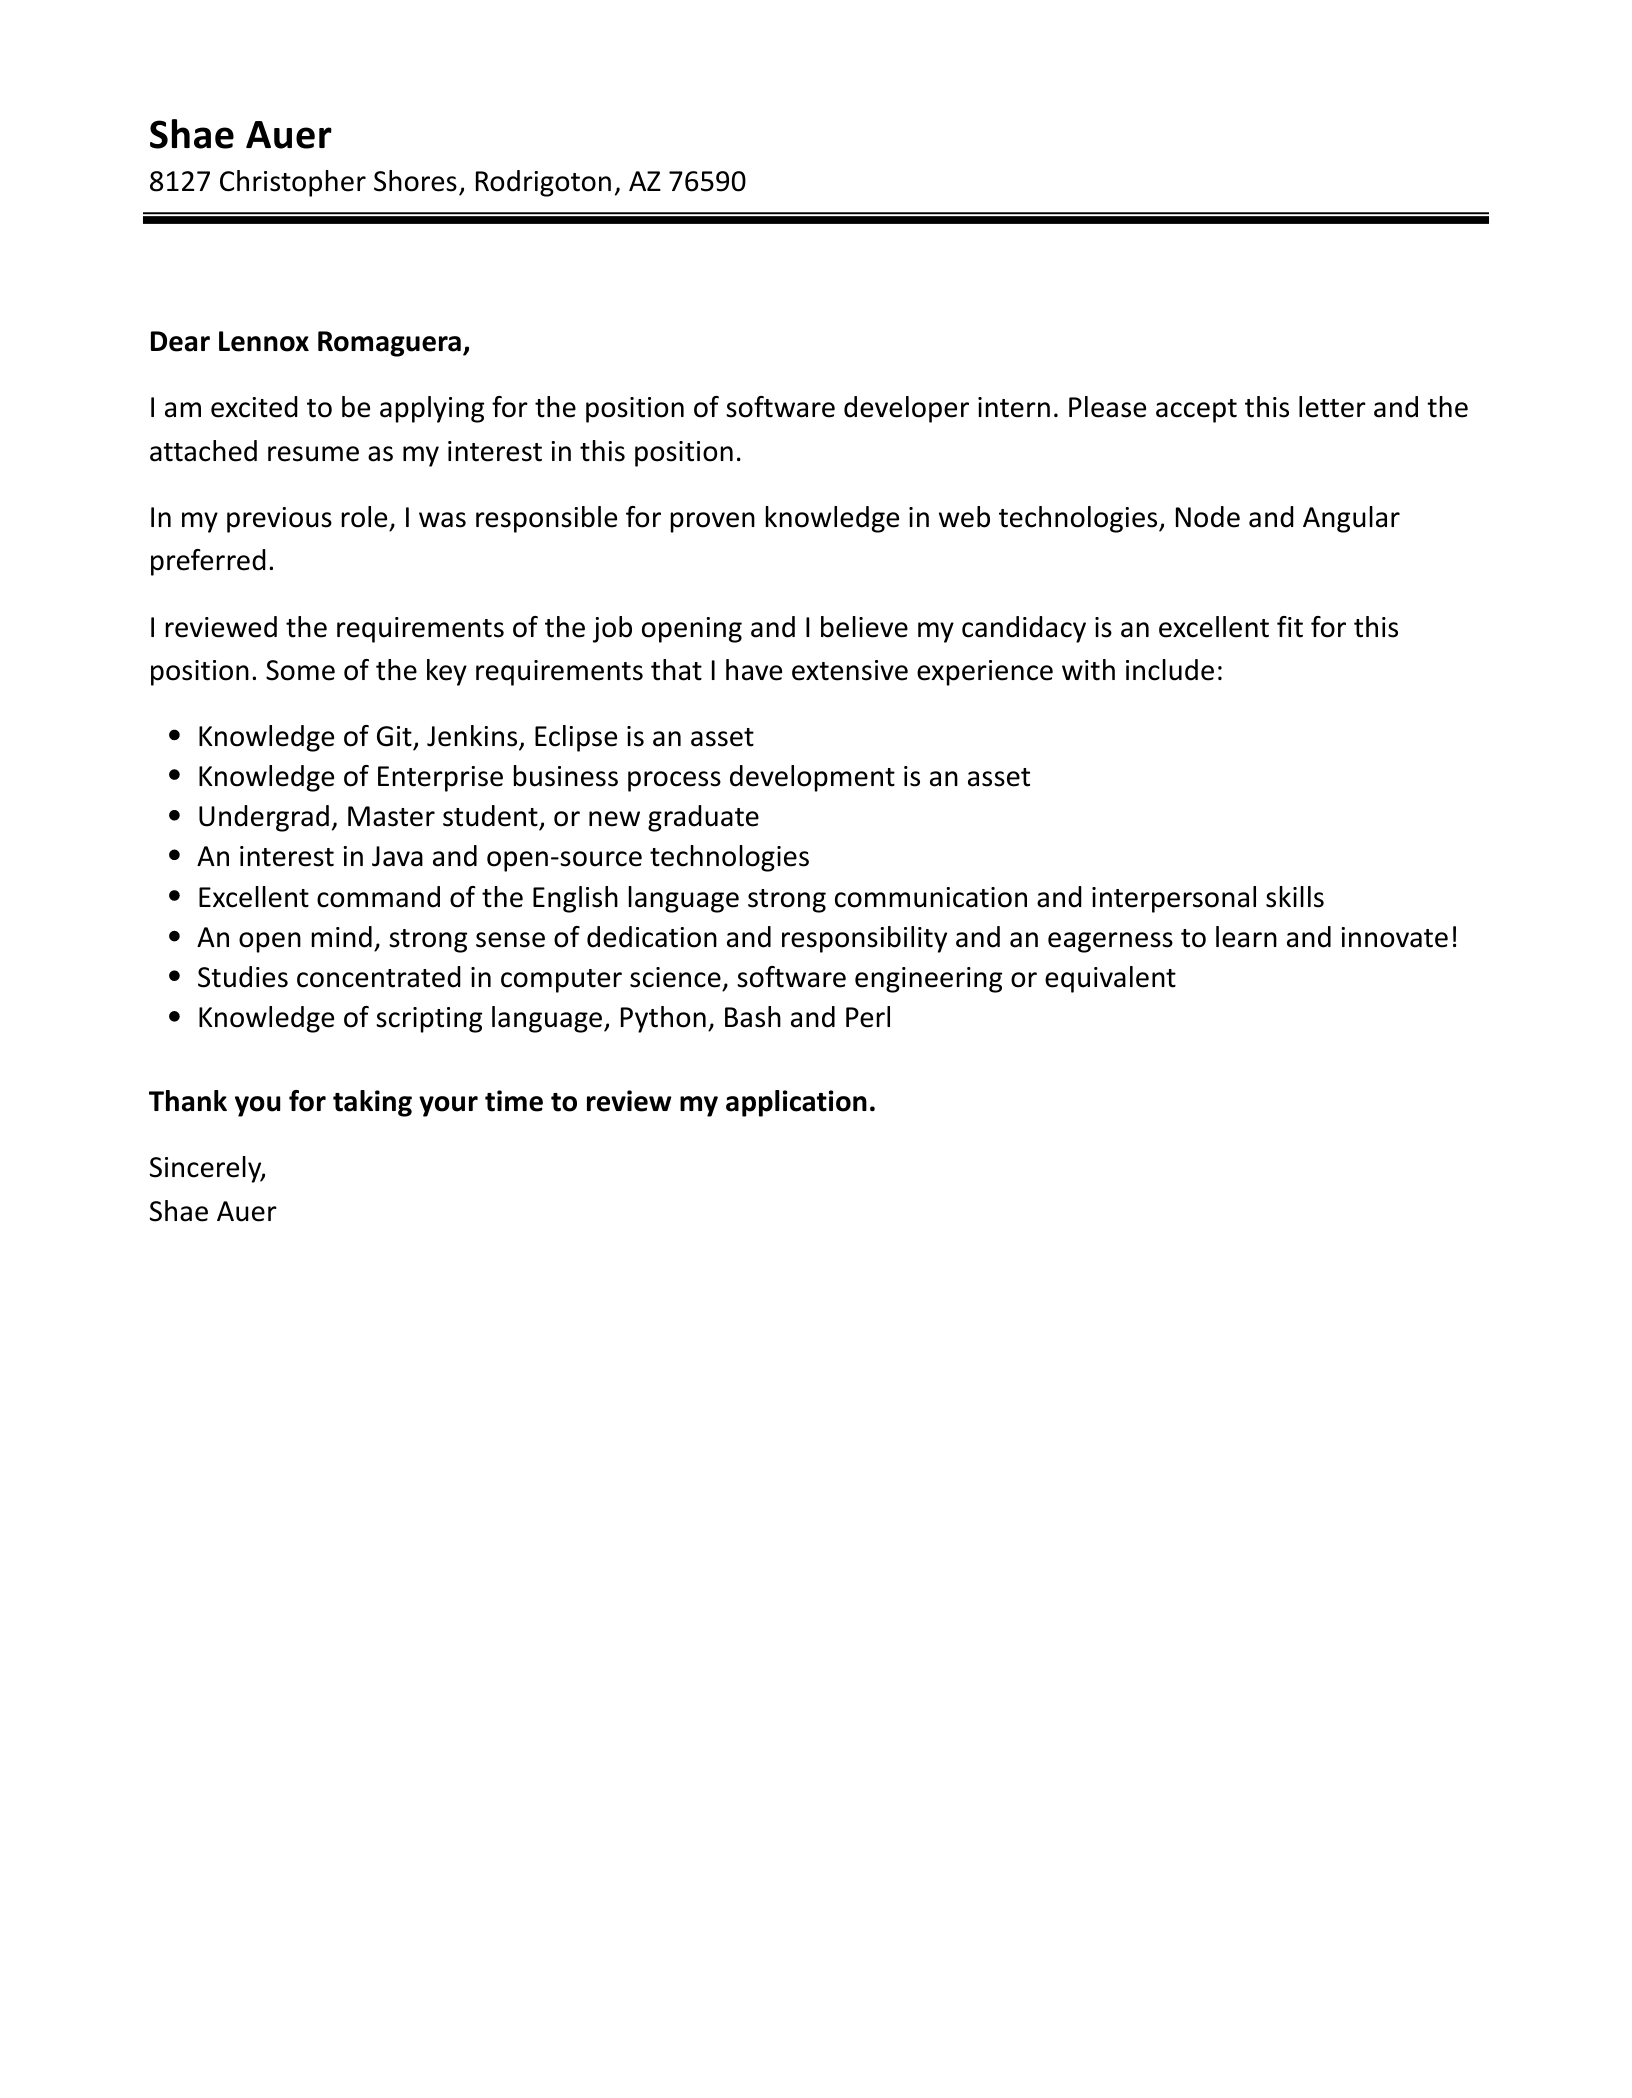 Shae Auer
8127 Christopher Shores, Rodrigoton, AZ 76590
Dear Lennox Romaguera,
I am excited to be applying for the position of software developer intern. Please accept this letter and the
attached resume as my interest in this position.
In my previous role, I was responsible for proven knowledge in web technologies, Node and Angular
preferred.
I reviewed the requirements of the job opening and I believe my candidacy is an excellent fit for this
position. Some of the key requirements that I have extensive experience with include:
• Knowledge of Git, Jenkins, Eclipse is an asset
• Knowledge of Enterprise business process development is an asset
• Undergrad, Master student, or new graduate
• An interest in Java and open-source technologies
• Excellent command of the English language strong communication and interpersonal skills
• An open mind, strong sense of dedication and responsibility and an eagerness to learn and innovate!
• Studies concentrated in computer science, software engineering or equivalent
• Knowledge of scripting language, Python, Bash and Perl
Thank you for taking your time to review my application.
Sincerely,
Shae Auer